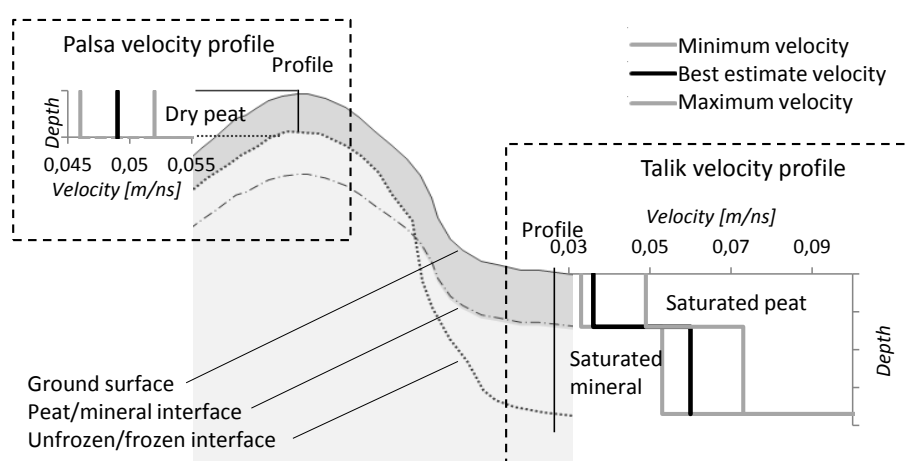 Palsa velocity profile
Profile
Depth
Dry peat
0,045 0,05 0,055
Velocity [m/ns]
Minimum velocity
Best estimate velocity
Maximum velocity
Talik velocity profile
Velocity [m/ns]
Profile
0,03 0,05 0,07 0,09
Saturated peat
Saturated
mineral
Depth
Ground surface
Peat/mineral interface
Unfrozen/frozen interface